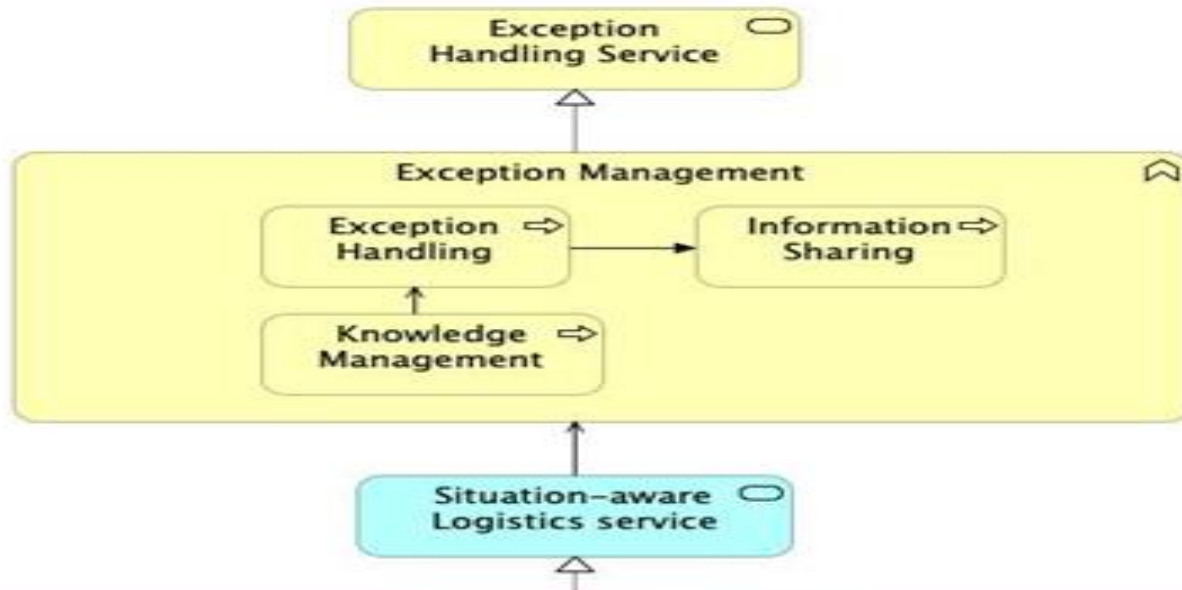 Exception
Handling Service
Exception Management
Exception
Handling
Information
Sharing
Knowledge
Management
Situation-aware
Logistics service